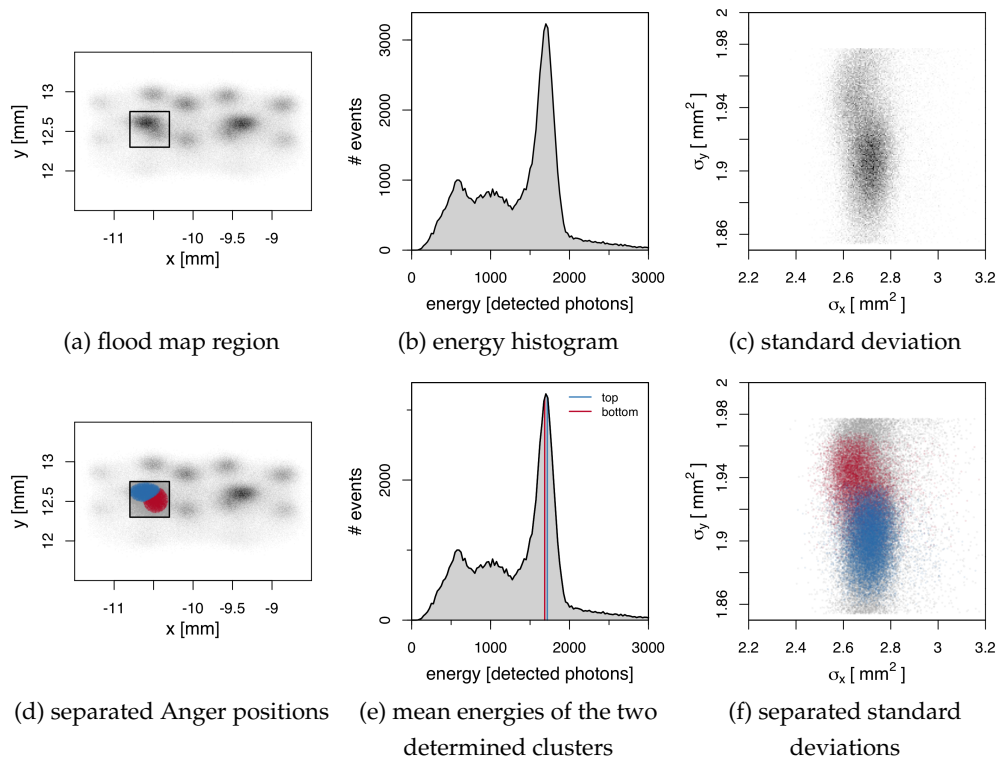 13
12.5
12
y [mm]
-11
-10
-9.5
-9
x [mm]
(a) flood map region
3000
2000
1000
0
# events
0
1000
2000
3000
energy [detected photons]
(b) energy histogram
2
1.98
1.94
1.9
1.86
σy [ mm² ]
2.2
2.4
2.6
2.8
3
3.2
σx [ mm² ]
(c) standard deviation
13
12.5
12
y [mm]
-11
-10
-9.5
-9
x [mm]
(d) separated Anger positions
top
bottom
2000
0
# events
0
1000
2000
3000
energy [detected photons]
(e) mean energies of the two
determined clusters
2
1.98
1.94
1.9
1.86
σy [ mm² ]
2.2
2.4
2.6
2.8
3
3.2
σx [ mm² ]
(f) separated standard
deviations